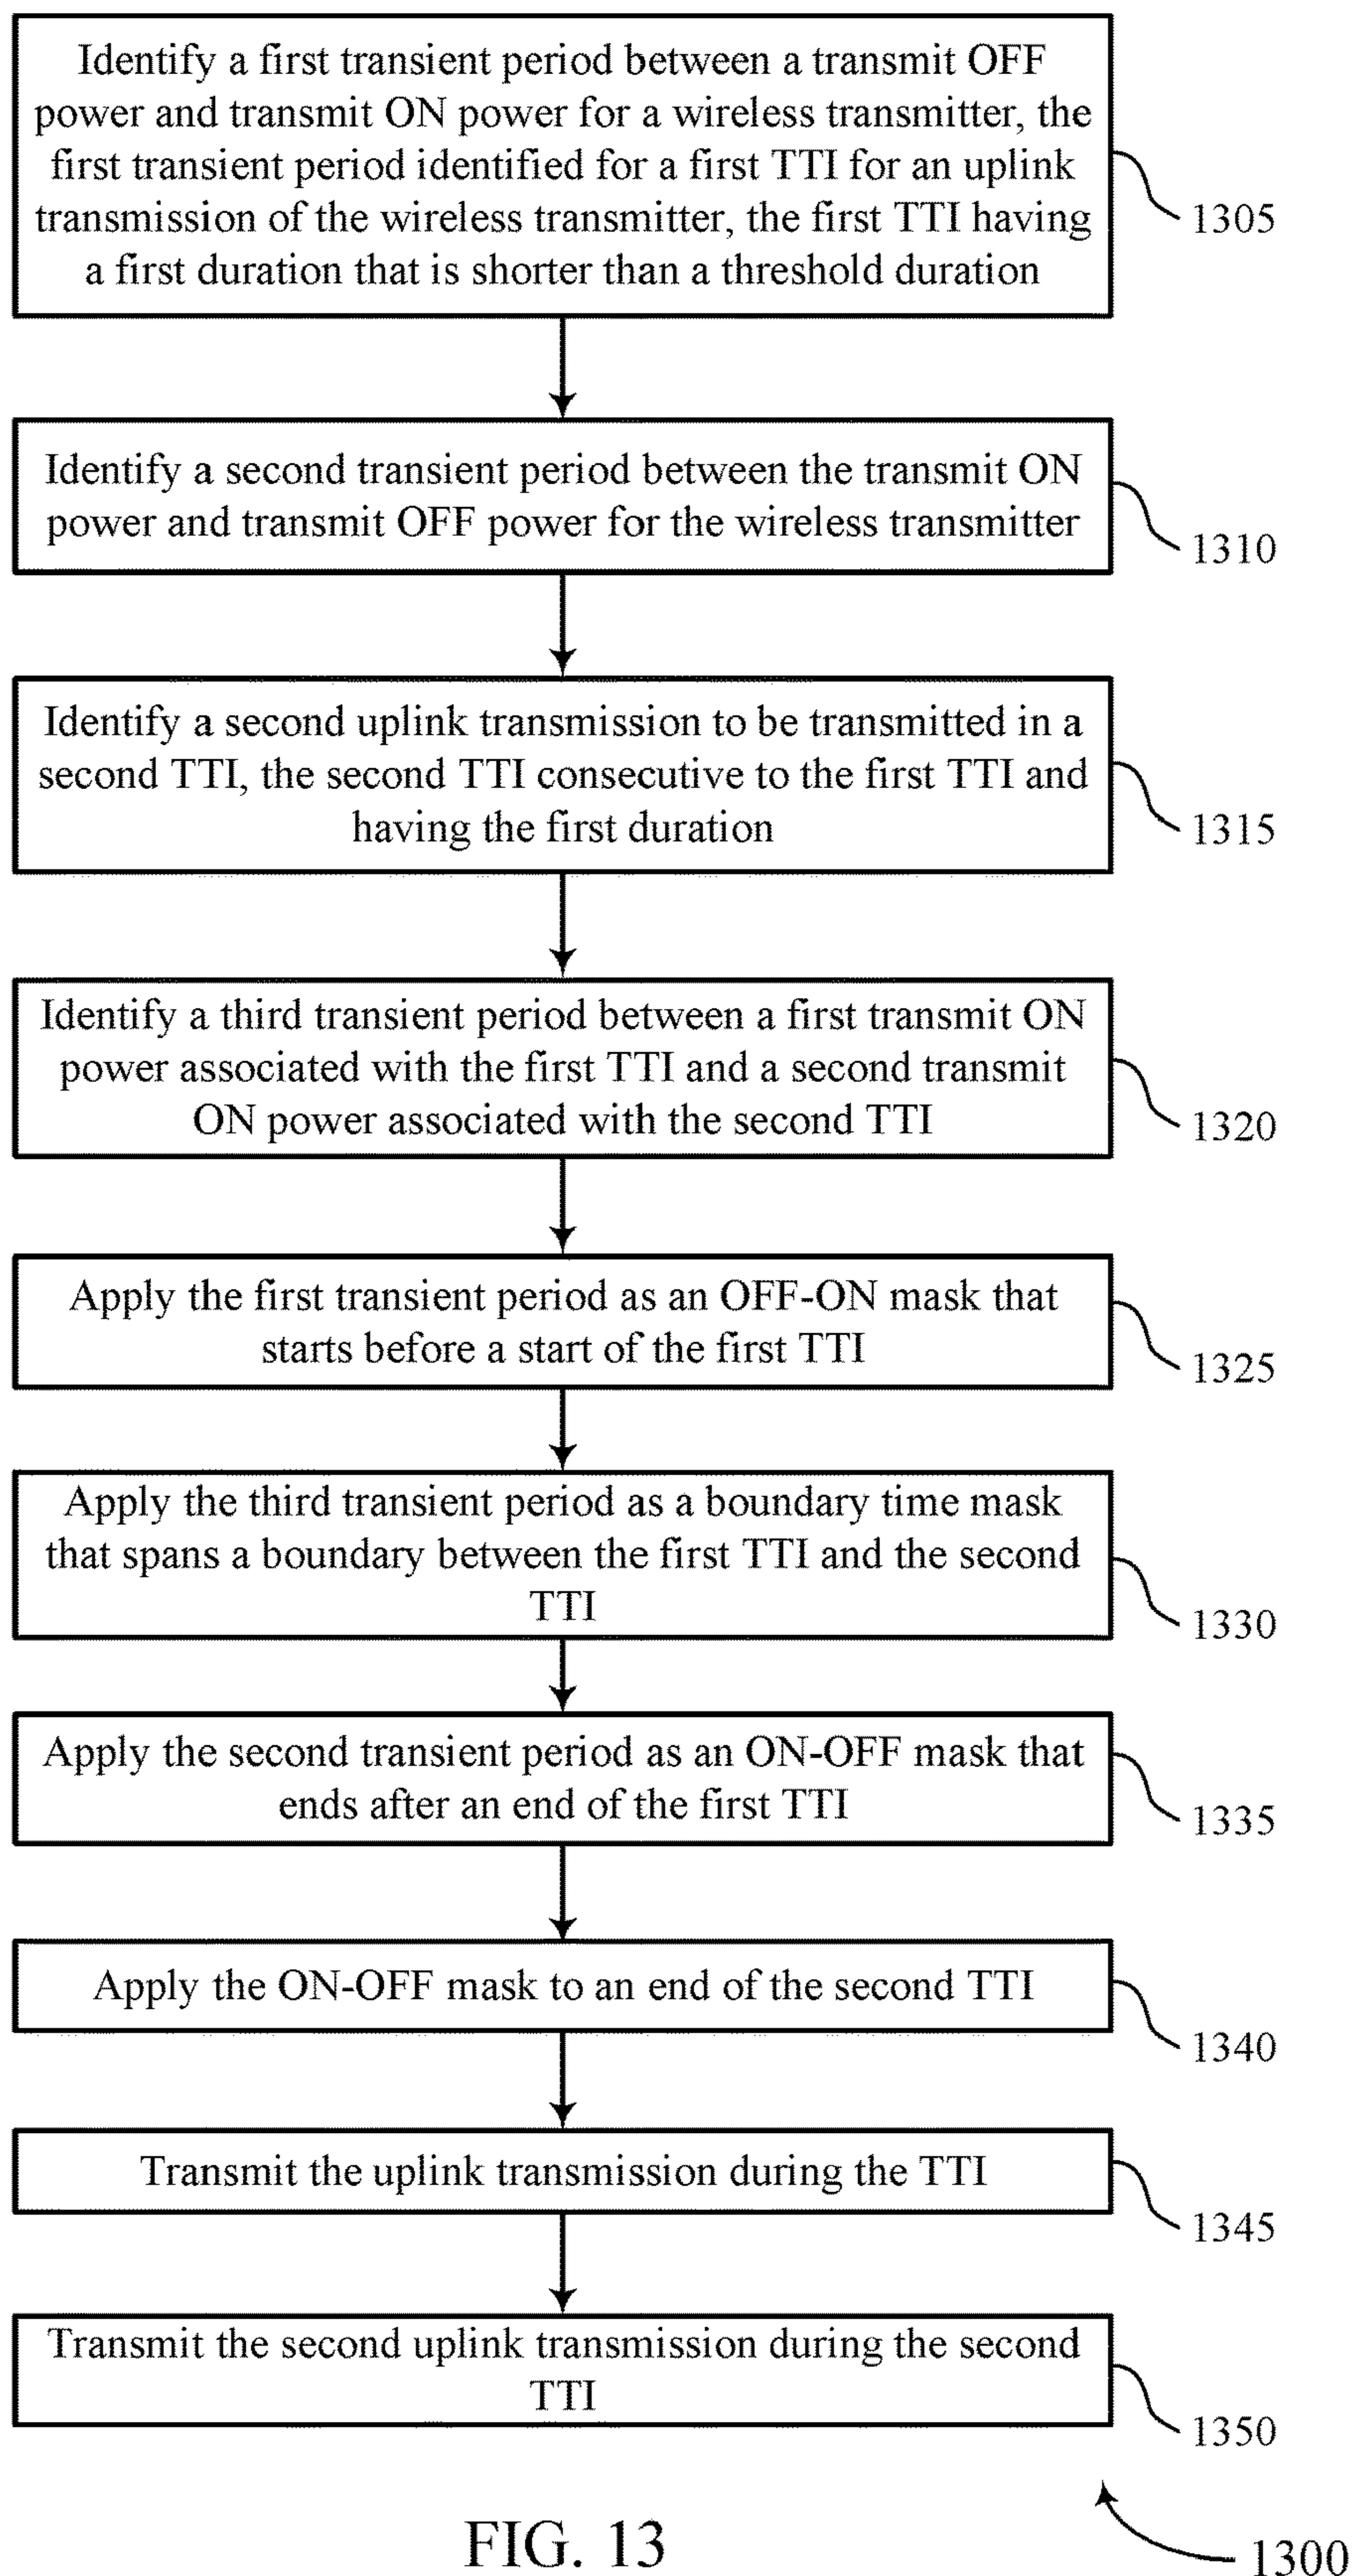 Identify a first transient period between a transmit OFF
power and transmit ON power for a wireless transmitter, the
first transient period identified for a first TTI for an uplink
transmission of the wireless transmitter, the first TTI having
a first duration that is shorter than a threshold duration
1305
Identify a second transient period between the transmit ON
power and transmit OFF power for the wireless transmitter
1310
Identify a second uplink transmission to be transmitted in a
second TTI, the second TTI consecutive to the first TTI and
having the first duration
1315
Identify a third transient period between a first transmit ON
power associated with the first TTI and a second transmit
ON power associated with the second TTI
1320
Apply the first transient period as an OFF-ON mask that
starts before a start of the first TTI
1325
Apply the third transient period as a boundary time mask
that spans a boundary between the first TTI and the second
TTI
1330
Apply the second transient period as an ON-OFF mask that
ends after an end of the first TTI
1335
Apply the ON-OFF mask to an end of the second TTI
1340
Transmit the uplink transmission during the TTI
1345
Transmit the second uplink transmission during the second
TTI
1350
FIG. 13
1300